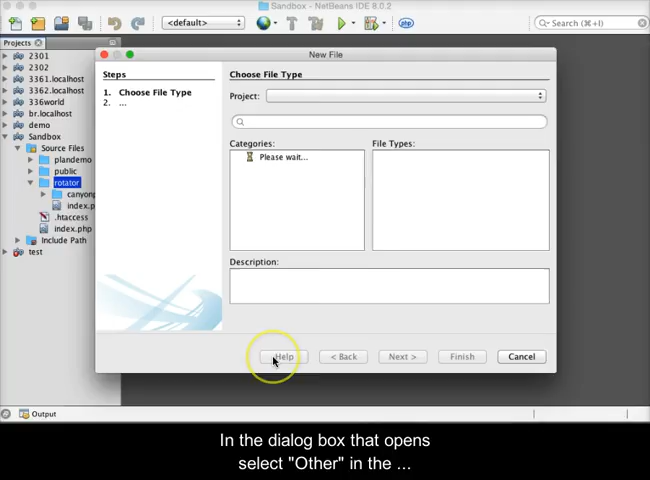 Sandbox - NetBeans IDE 8.0.2
<default>
php
Search (⌘+I)
Projects
2301
2302
3361.localhost
3362.localhost
336world
br.localhost
demo
Sandbox
Source Files
plandemo
public
rotator
canyonp
index.p
.htaccess
index.php
Include Path
test
New File
Steps
1. Choose File Type
2. ...
Choose File Type
Project:
Categories:
File Types:
Please wait...
Description:
Help
< Back
Next >
Finish
Cancel
Output
In the dialog box that opens
select "Other" in the ...